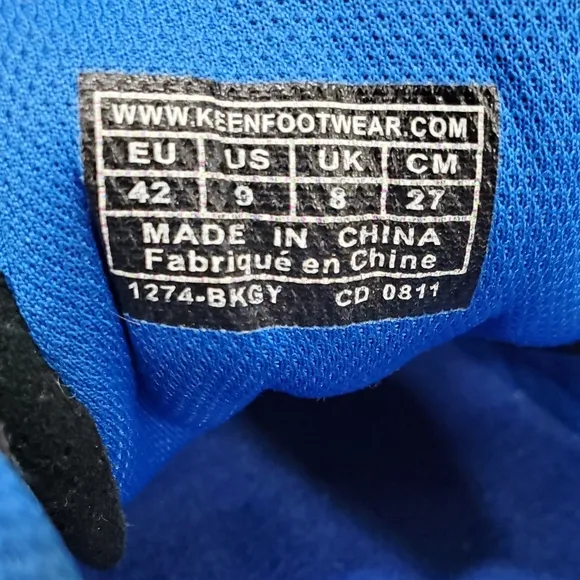 WWW.KEENFOOTWEAR.COM
EU US UK CM
42 9 8 27
MADE IN CHINA
Fabriqué en Chine
1274-BKGY CD 0811